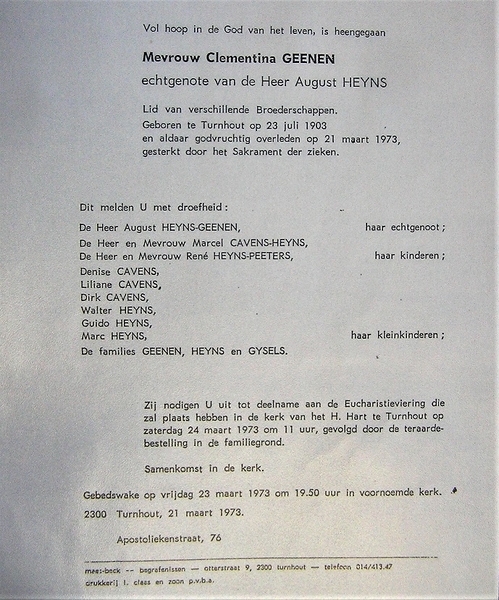 Vol hoop in de God van het leven, is heengegaan
Mevrouw Clementina GEENEN
echtgenote van de Heer August HEYNS
Lid van verschillende Broederschappen.
Geboren te Turnhout op 23 juli 1903
en aldaar godvruchtig overleden op 21 maart 1973,
gesterkt door het Sakrament der zieken.
Dit melden U met droefheid :
De Heer August HEYNS-GEENEN, haar echtgenoot ;
De Heer en Mevrouw Marcel CAVENS-HEYNS,
De Heer en Mevrouw René HEYNS-PEETERS, haar kinderen ;
Denise CAVENS,
Liliane CAVENS,
Dirk CAVENS,
Walter HEYNS,
Guido HEYNS,
Marc HEYNS, haar kleinkinderen ;
De families GEENEN, HEYNS en GYSELS.
Zij nodigen U uit tot deelname aan de Eucharistieviering die
zal plaats hebben in de kerk van het H. Hart te Turnhout op
zaterdag 24 maart 1973 om 11 uur, gevolgd door de teraarde-
bestelling in de familiegrond.
Samenkomst in de kerk.
Gebedswake op vrijdag 23 maart 1973 om 19.50 uur in voornoemde kerk.
2300 Turnhout, 21 maart 1973.
Apostoliekenstraat, 76
maes-beck -- begrafenissen — otterstraat 9, 2300 turnhout — telefoon 014/413.47
drukkerij l. claes en zoon p.v.b.a.